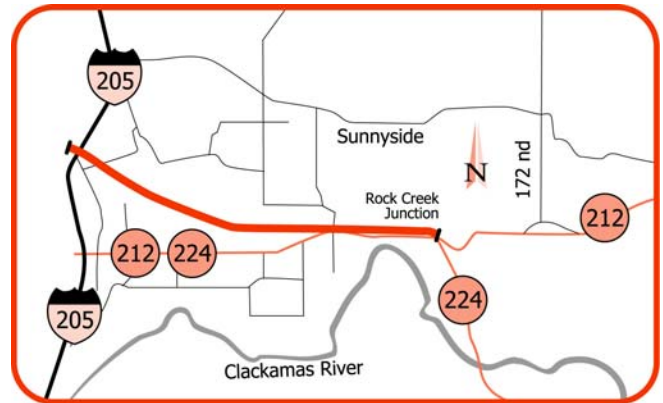 205
Sunnyside
N
172 nd
Rock Creek
Junction
212
212
224
224
205
Clackamas River